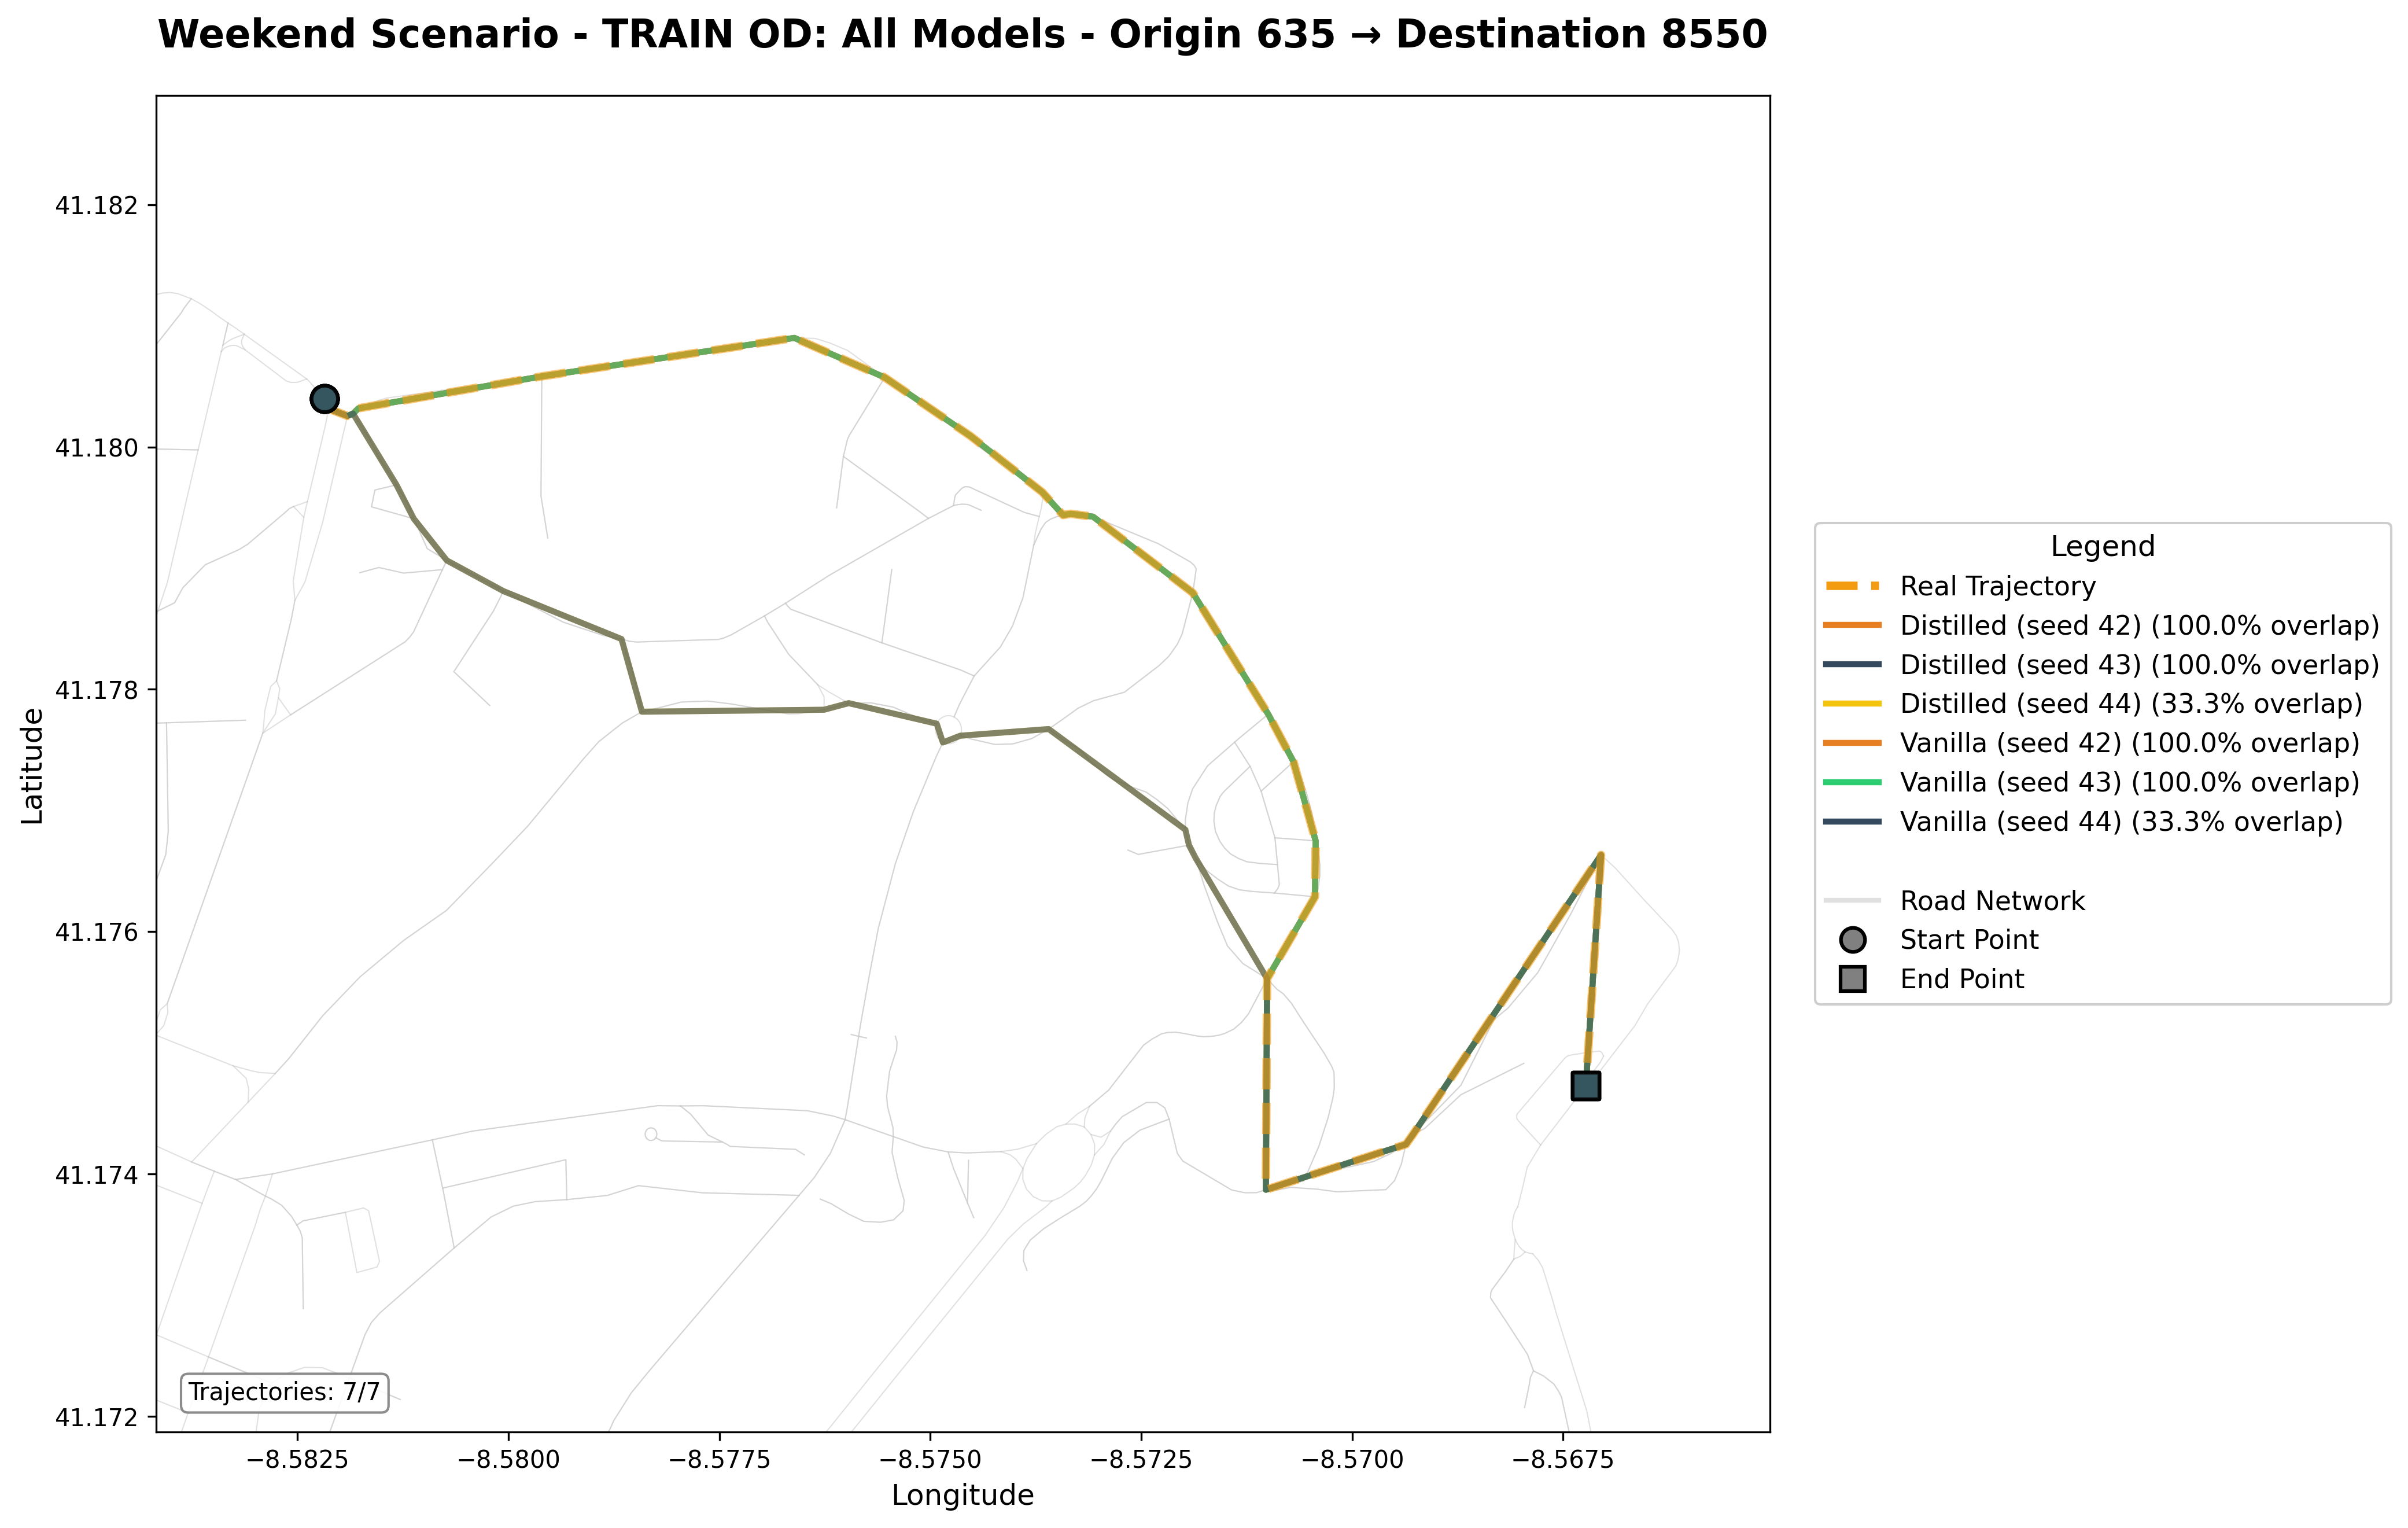 Weekend Scenario - TRAIN OD: All Models - Origin 635 → Destination 8550
41.182
41.180
41.178
41.176
41.174
41.172
Latitude
Trajectories: 7/7
−8.5825
−8.5800
−8.5775
−8.5750
−8.5725
−8.5700
−8.5675
Longitude
Legend
Real Trajectory
Distilled (seed 42) (100.0% overlap)
Distilled (seed 43) (100.0% overlap)
Distilled (seed 44) (33.3% overlap)
Vanilla (seed 42) (100.0% overlap)
Vanilla (seed 43) (100.0% overlap)
Vanilla (seed 44) (33.3% overlap)
Road Network
Start Point
End Point